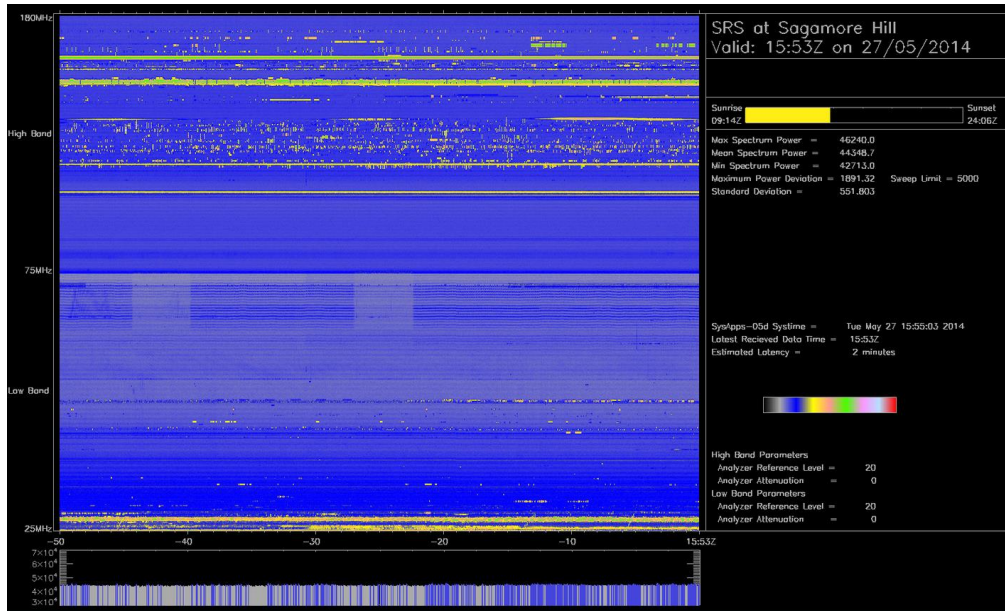 180MHz
SRS at Sagamore Hill
Valid: 15:53Z on 27/05/2014
Sunrise Sunset
09:14Z 24:06Z
High Band
Max Spectrum Power = 46240.0
Mean Spectrum Power = 44348.7
Min Spectrum Power = 42713.0
Maximum Power Deviation = 1891.32 Sweep Limit = 5000
Standard Deviation = 551.803
75MHz
SysApps-05d Systime = Tue May 27 15:55:03 2014
Latest Recieved Data Time = 15:53Z
Estimated Latency = 2 minutes
Low Band
High Band Parameters
Analyzer Reference Level = 20
Analyzer Attenuation = 0
Low Band Parameters
Analyzer Reference Level = 20
Analyzer Attenuation = 0
25MHz
-50 -40 -30 -20 -10 15:53Z
7×10⁴
6×10⁴
5×10⁴
4×10⁴
3×10⁴